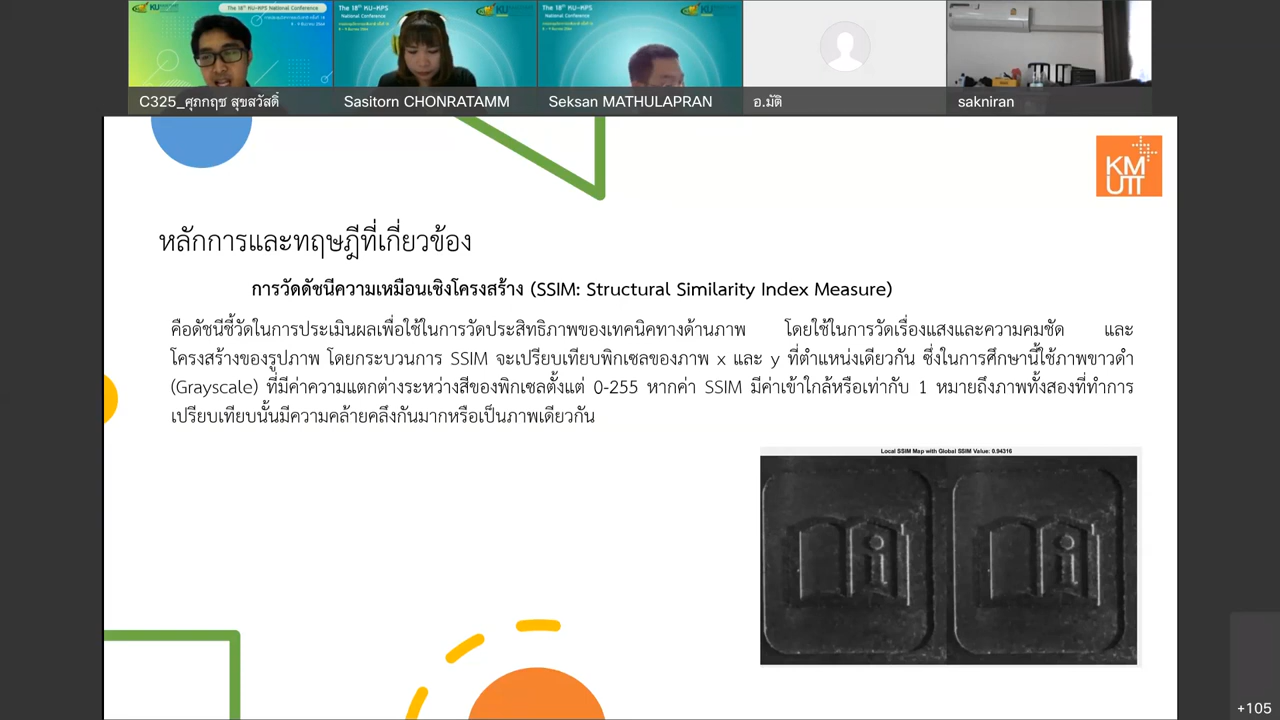 The 18th KU-KPS
National Conference
The 18th KU-KPS
National Conference
The 18th KU-KPS
National Conference
C325_ศุภกฤช สุขสวัสดิ์
Sasitorn CHONRATAMM
Seksan MATHULAPRAN
อ.มัติ
sakniran
KM
UTT
หลักการและทฤษฎีที่เกี่ยวข้อง
การวัดดัชนีความเหมือนเชิงโครงสร้าง (SSIM: Structural Similarity Index Measure)
คือดัชนีชี้วัดในการประเมินผลเพื่อใช้ในการวัดประสิทธิภาพของเทคนิคทางด้านภาพ โดยใช้ในการวัดเรื่องแสงและความคมชัด และ
โครงสร้างของรูปภาพ โดยกระบวนการ SSIM จะเปรียบเทียบพิกเซลของภาพ x และ y ที่ตำแหน่งเดียวกัน ซึ่งในการศึกษานี้ใช้ภาพขาวดำ
(Grayscale) ที่มีค่าความแตกต่างระหว่างสีของพิกเซลตั้งแต่ 0-255 หากค่า SSIM มีค่าเข้าใกล้หรือเท่ากับ 1 หมายถึงภาพทั้งสองที่ทำการ
เปรียบเทียบนั้นมีความคล้ายคลึงกันมากหรือเป็นภาพเดียวกัน
Local SSIM Map with Global SSIM Value: 0.94316
+105